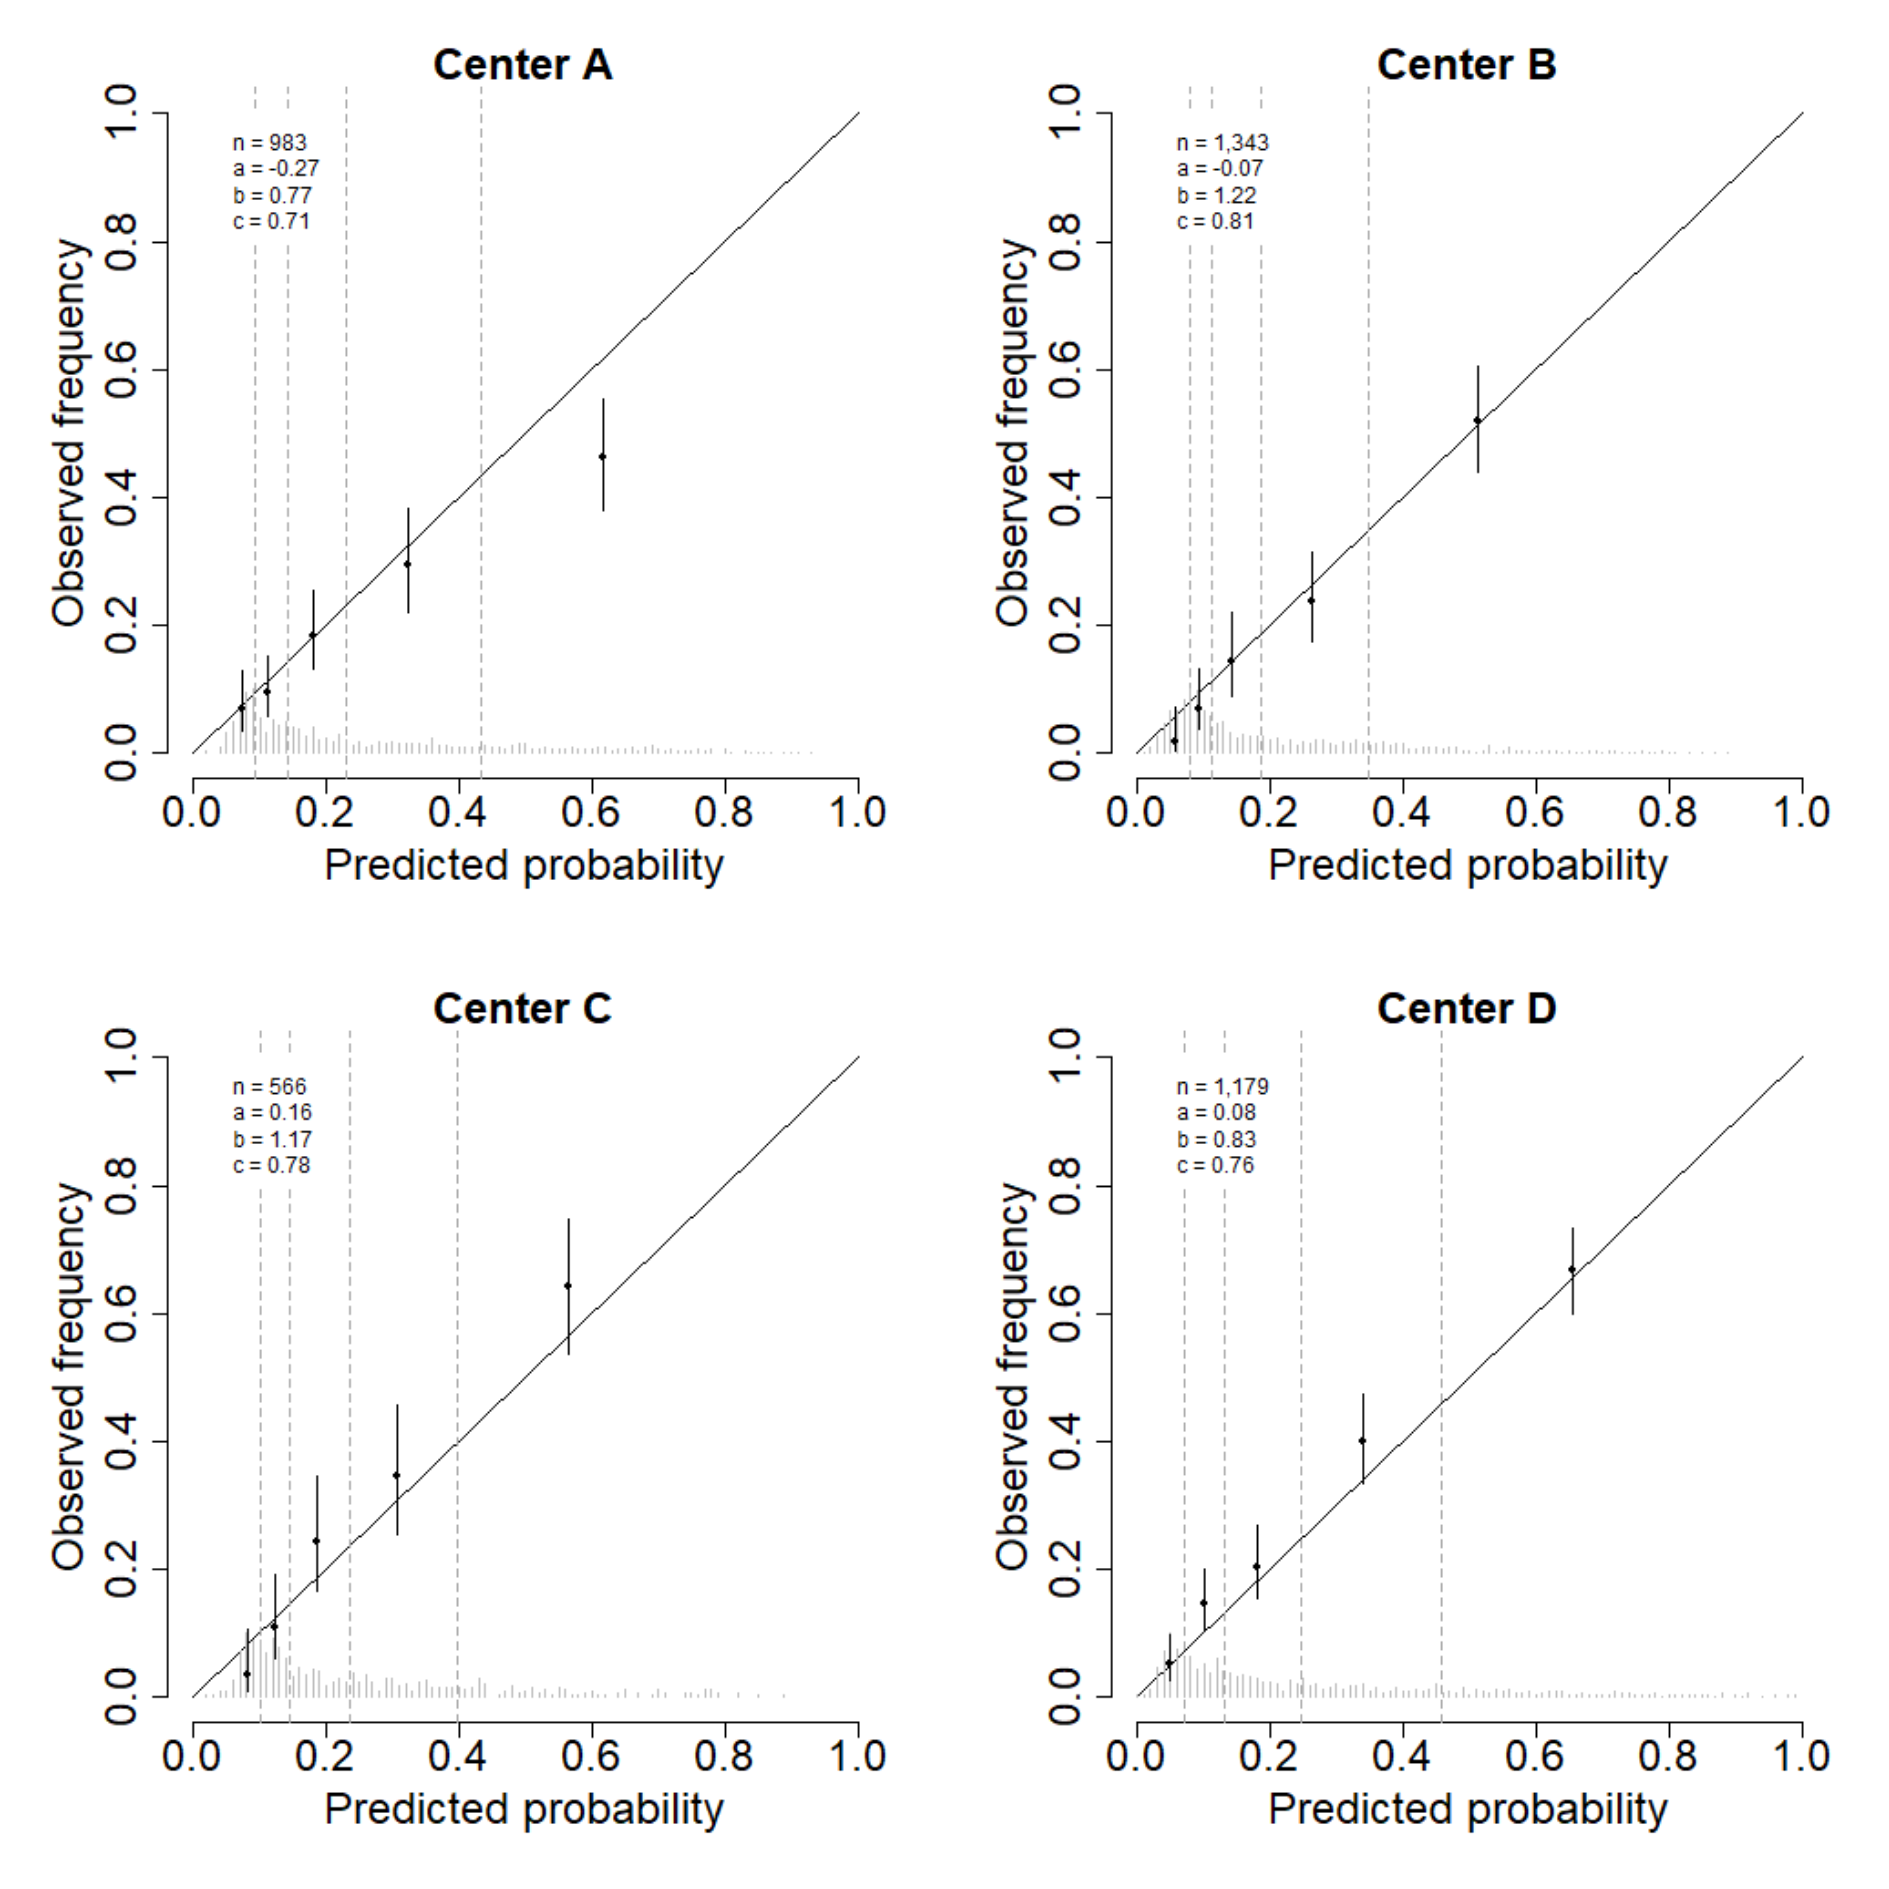 Center A
n = 983
a = -0.27
b = 0.77
c = 0.71
Observed frequency
0.0 0.2 0.4 0.6 0.8 1.0
0.0 0.2 0.4 0.6 0.8 1.0
Predicted probability
Center B
n = 1,343
a = -0.07
b = 1.22
c = 0.81
Observed frequency
0.0 0.2 0.4 0.6 0.8 1.0
0.0 0.2 0.4 0.6 0.8 1.0
Predicted probability
Center C
n = 566
a = 0.16
b = 1.17
c = 0.78
Observed frequency
0.0 0.2 0.4 0.6 0.8 1.0
0.0 0.2 0.4 0.6 0.8 1.0
Predicted probability
Center D
n = 1,179
a = 0.08
b = 0.83
c = 0.76
Observed frequency
0.0 0.2 0.4 0.6 0.8 1.0
0.0 0.2 0.4 0.6 0.8 1.0
Predicted probability